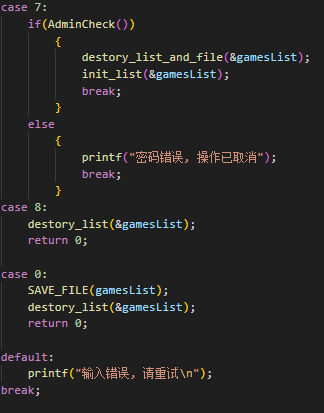 case 7:
if(AdminCheck())
{
destory_list_and_file(&gamesList);
init_list(&gamesList);
break;
}
else
{
printf("密码错误, 操作已取消");
break;
}
case 8:
destory_list(&gamesList);
return 0;
case 0:
SAVE_FILE(gamesList);
destory_list(&gamesList);
return 0;
default:
printf("输入错误, 请重试\n");
break;